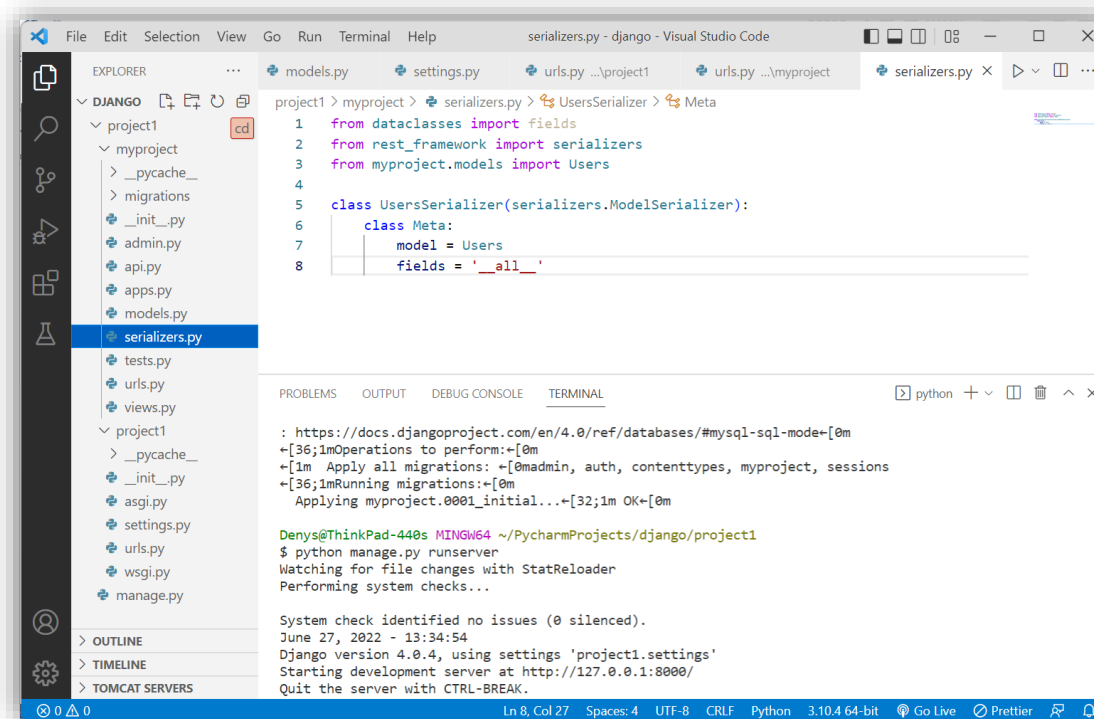 File Edit Selection View Go Run Terminal Help serializers.py - django - Visual Studio Code
EXPLORER
DJANGO
project1
cd
myproject
__pycache__
migrations
__init__.py
admin.py
api.py
apps.py
models.py
serializers.py
tests.py
urls.py
views.py
project1
__pycache__
__init__.py
asgi.py
settings.py
urls.py
wsgi.py
manage.py
OUTLINE
TIMELINE
TOMCAT SERVERS
models.py settings.py urls.py ...\project1 urls.py ...\myproject serializers.py
project1 > myproject > serializers.py > UsersSerializer > Meta
1 from dataclasses import fields
2 from rest_framework import serializers
3 from myproject.models import Users
4
5 class UsersSerializer(serializers.ModelSerializer):
6 class Meta:
7 model = Users
8 fields = '__all__'
PROBLEMS OUTPUT DEBUG CONSOLE TERMINAL python
: https://docs.djangoproject.com/en/4.0/ref/databases/#mysql-sql-mode←[0m
←[36;1mOperations to perform:←[0m
←[1m  Apply all migrations: ←[0madmin, auth, contenttypes, myproject, sessions
←[36;1mRunning migrations:←[0m
Applying myproject.0001_initial...←[32;1m OK←[0m
Denys@ThinkPad-440s MINGW64 ~/PycharmProjects/django/project1
$ python manage.py runserver
Watching for file changes with StatReloader
Performing system checks...
System check identified no issues (0 silenced).
June 27, 2022 - 13:34:54
Django version 4.0.4, using settings 'project1.settings'
Starting development server at http://127.0.0.1:8000/
Quit the server with CTRL-BREAK.
0 0 Ln 8, Col 27 Spaces: 4 UTF-8 CRLF Python 3.10.4 64-bit Go Live Prettier